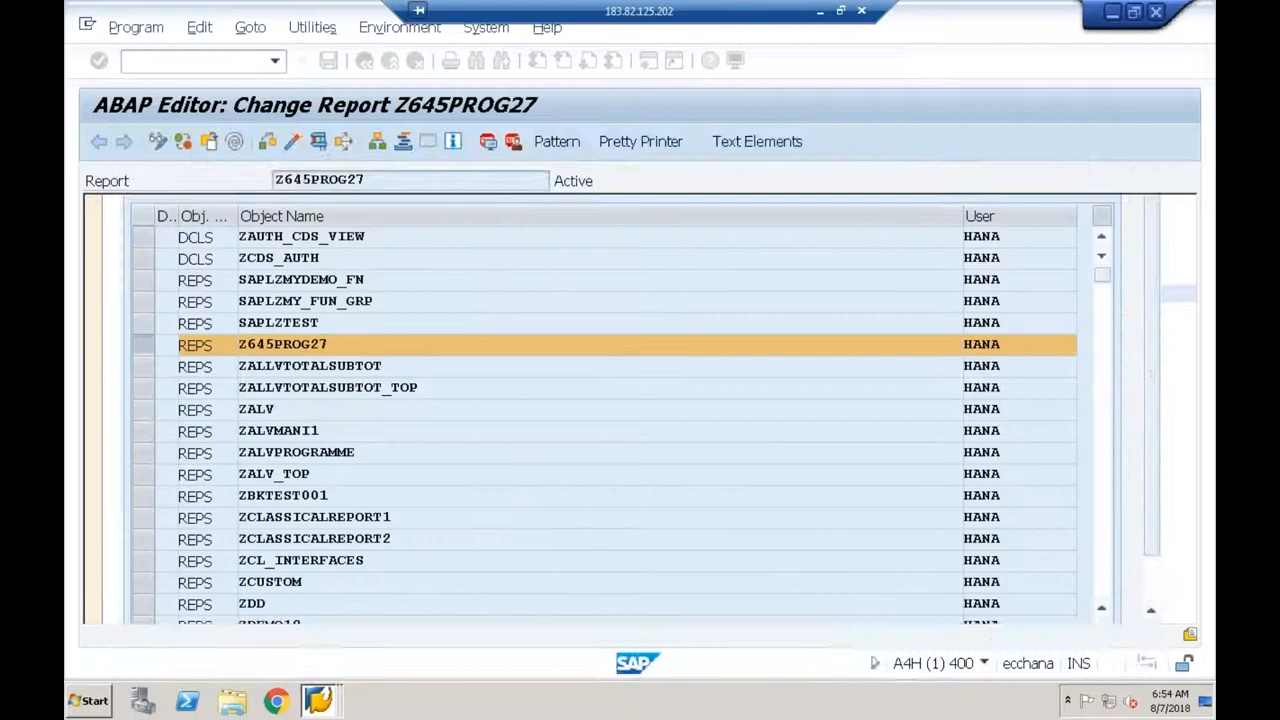 183.82.125.202
Program Edit Goto Utilities Environment System Help
ABAP Editor: Change Report Z645PROG27
Pattern Pretty Printer Text Elements
Report Z645PROG27 Active
D.. Obj. ... Object Name User
DCLS ZAUTH_CDS_VIEW HANA
DCLS ZCDS_AUTH HANA
REPS SAPLZMYDEMO_FN HANA
REPS SAPLZMY_FUN_GRP HANA
REPS SAPLZTEST HANA
REPS Z645PROG27 HANA
REPS ZALLVTOTALSUBTOT HANA
REPS ZALLVTOTALSUBTOT_TOP HANA
REPS ZALV HANA
REPS ZALVMANI1 HANA
REPS ZALVPROGRAMME HANA
REPS ZALV_TOP HANA
REPS ZBKTEST001 HANA
REPS ZCLASSICALREPORT1 HANA
REPS ZCLASSICALREPORT2 HANA
REPS ZCL_INTERFACES HANA
REPS ZCUSTOM HANA
REPS ZDD HANA
SAP A4H (1) 400 ecchana INS
Start 6:54 AM
8/7/2018